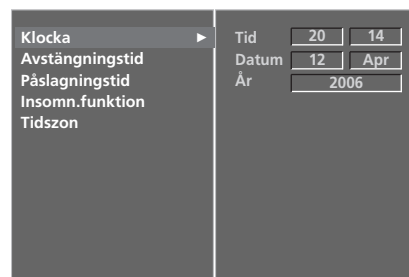 Klocka ►
Avstängningstid
Påslagningstid
Insomn.funktion
Tidszon
Tid 20 14
Datum 12 Apr
År 2006